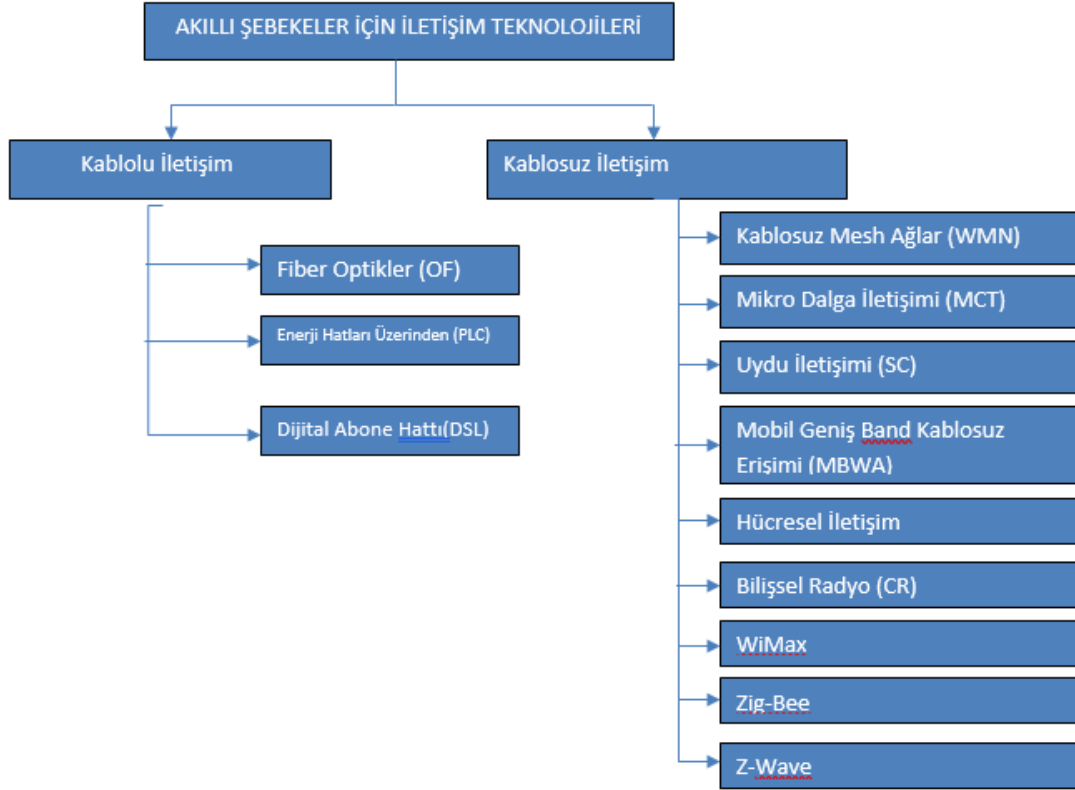 AKILLI ŞEBEKELER İÇİN İLETİŞİM TEKNOLOJİLERİ
Kablolu İletişim
Kablosuz İletişim
Fiber Optikler (OF)
Enerji Hatları Üzerinden (PLC)
Dijital Abone Hattı(DSL)
Kablosuz Mesh Ağlar (WMN)
Mikro Dalga İletişimi (MCT)
Uydu İletişimi (SC)
Mobil Geniş Band Kablosuz
Erişimi (MBWA)
Hücresel İletişim
Bilişsel Radyo (CR)
WiMax
Zig-Bee
Z-Wave